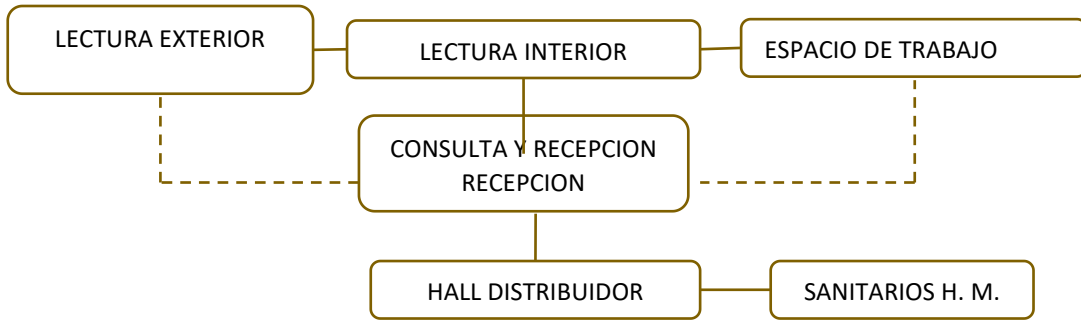 LECTURA EXTERIOR
LECTURA INTERIOR
ESPACIO DE TRABAJO
CONSULTA Y RECEPCION
RECEPCION
HALL DISTRIBUIDOR
SANITARIOS H. M.